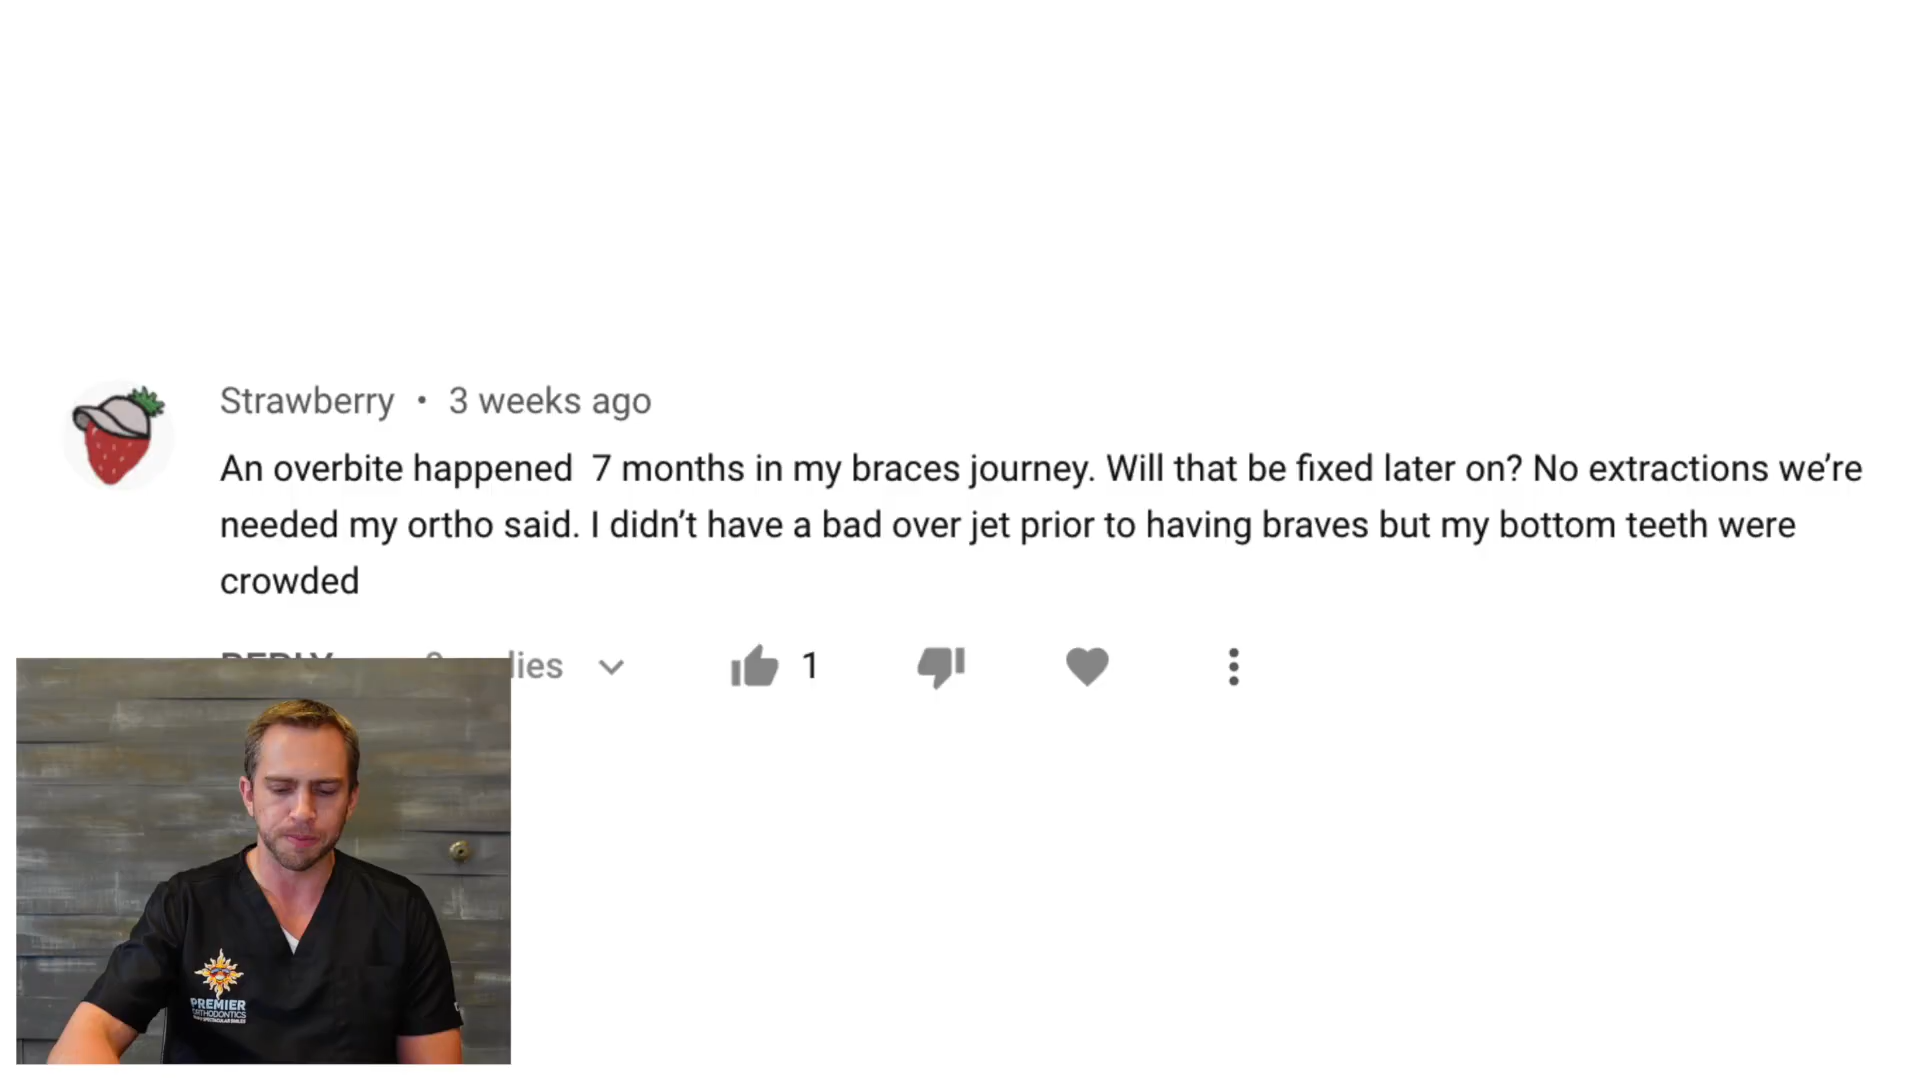 Strawberry • 3 weeks ago
An overbite happened  7 months in my braces journey. Will that be fixed later on? No extractions we’re
needed my ortho said. I didn’t have a bad over jet prior to having braves but my bottom teeth were
crowded
1
PREMIER
ORTHODONTICS